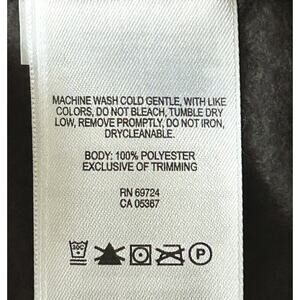 MACHINE WASH COLD GENTLE, WITH LIKE
COLORS, DO NOT BLEACH, TUMBLE DRY
LOW, REMOVE PROMPTLY, DO NOT IRON,
DRYCLEANABLE.
BODY: 100% POLYESTER
EXCLUSIVE OF TRIMMING
RN 69724
CA 05367
30C
P